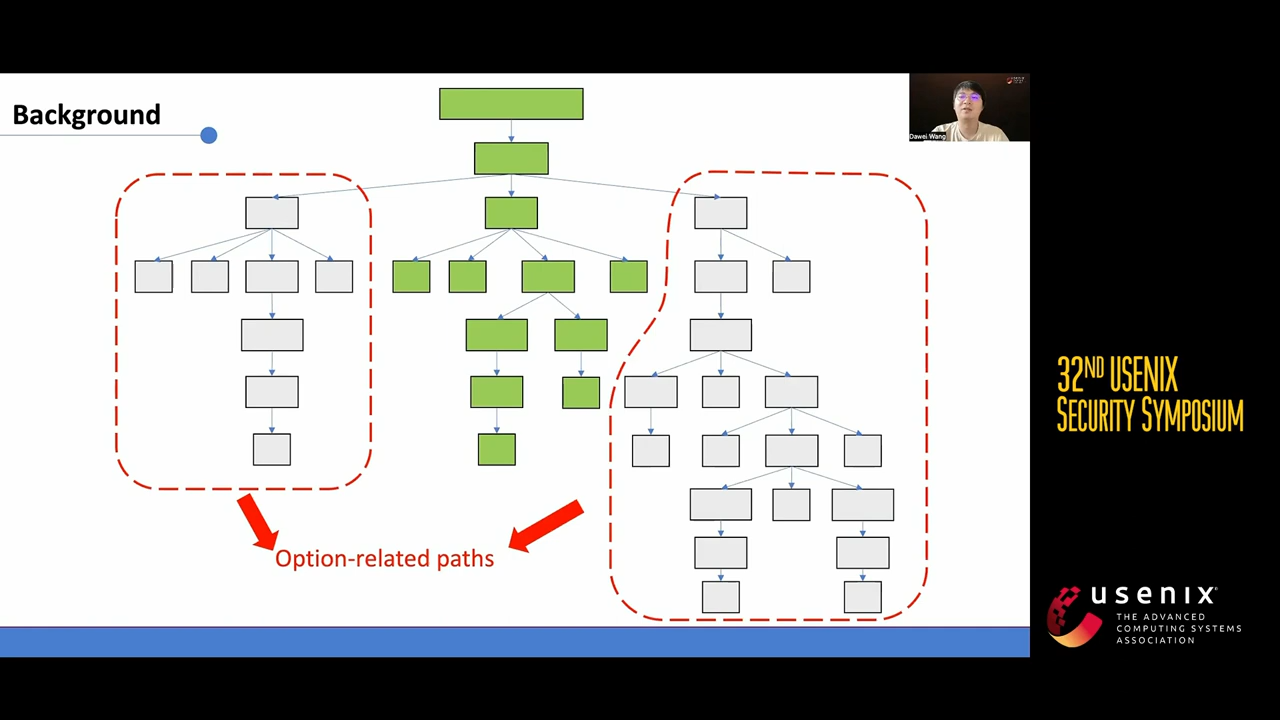 Background
Dawei Wang
Option-related paths
32ND USENIX
SECURITY SYMPOSIUM
usenix
THE ADVANCED
COMPUTING SYSTEMS
ASSOCIATION